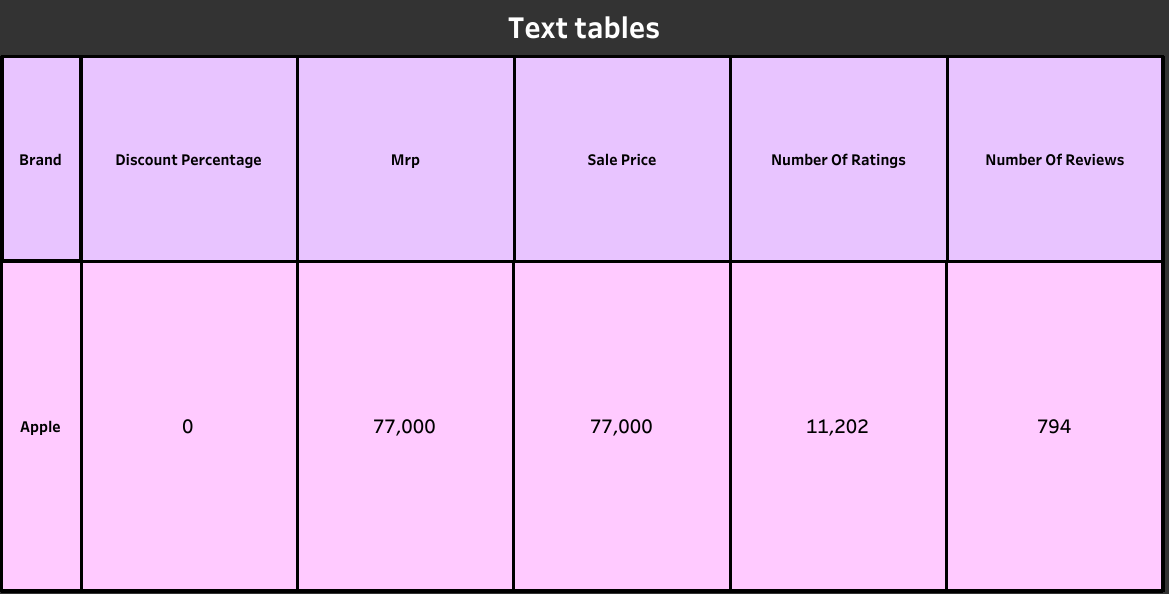 Text tables
Brand Discount Percentage Mrp Sale Price Number Of Ratings Number Of Reviews
Apple 0 77,000 77,000 11,202 794